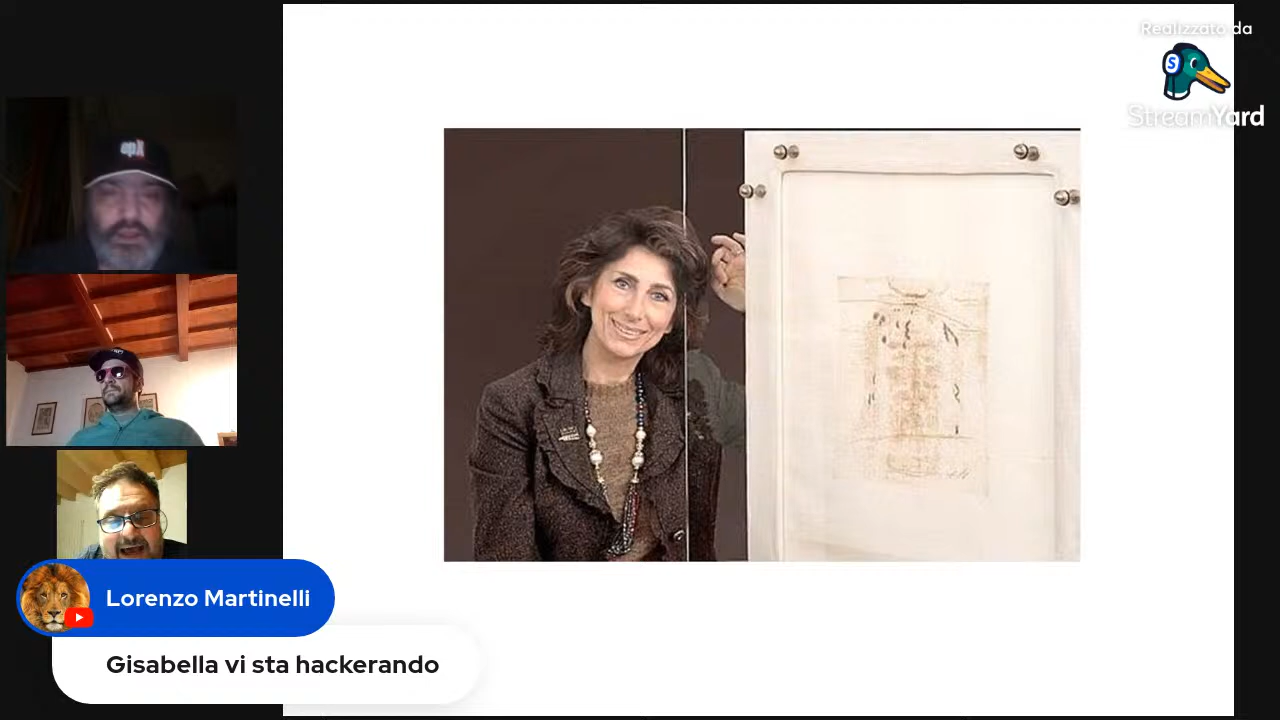 Realizzato da
StreamYard
Lorenzo Martinelli
Gisabella vi sta hackerando